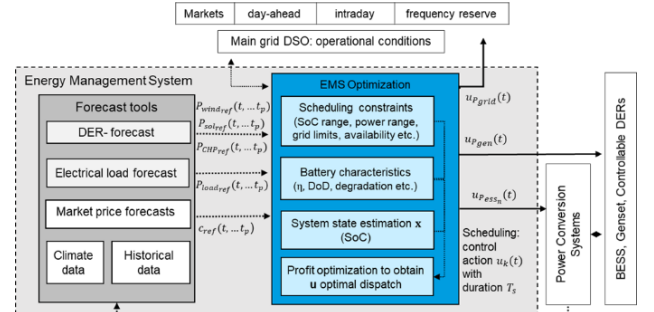 Markets day-ahead intraday frequency reserve
Main grid DSO: operational conditions
Energy Management System
Forecast tools
DER- forecast
Electrical load forecast
Market price forecasts
Climate
data
Historical
data
P_wind_ref(t, …t_p)
P_sol_ref(t, …t_p)
P_CHP_ref(t, …t_p)
P_load_ref(t, …t_p)
c_ref(t, …t_p)
EMS Optimization
Scheduling constraints
(SoC range, power range,
grid limits, availability etc.)
Battery characteristics
(η, DoD, degradation etc.)
System state estimation x
(SoC)
Profit optimization to obtain
u optimal dispatch
u_P_grid(t)
u_P_gen(t)
u_P_ess_n(t)
Scheduling:
control
action u_k(t)
with
duration T_s
Power Conversion
Systems
BESS, Genset, Controllable DERs